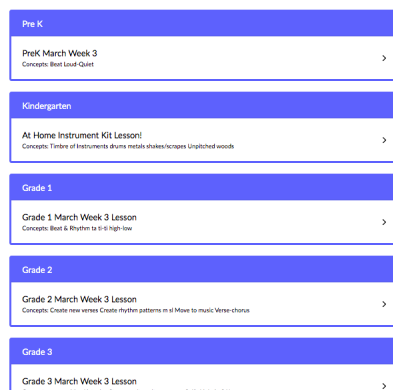 Pre K
PreK March Week 3
Concepts: Beat Loud-Quiet
Kindergarten
At Home Instrument Kit Lesson!
Concepts: Timbre of Instruments drums metals shakes/scrapes Unpitched woods
Grade 1
Grade 1 March Week 3 Lesson
Concepts: Beat & Rhythm ta ti-ti high-low
Grade 2
Grade 2 March Week 3 Lesson
Concepts: Create new verses Create rhythm patterns m sl Move to music Verse-chorus
Grade 3
Grade 3 March Week 3 Lesson